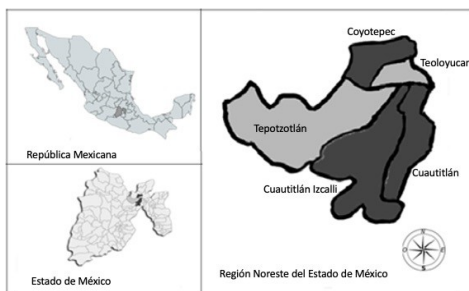 República Mexicana
Estado de México
Coyotepec
Teoloyucan
Tepotzotlán
Cuautitlán
Cuautitlán Izcalli
Región Noreste del Estado de México
N
O
E
S